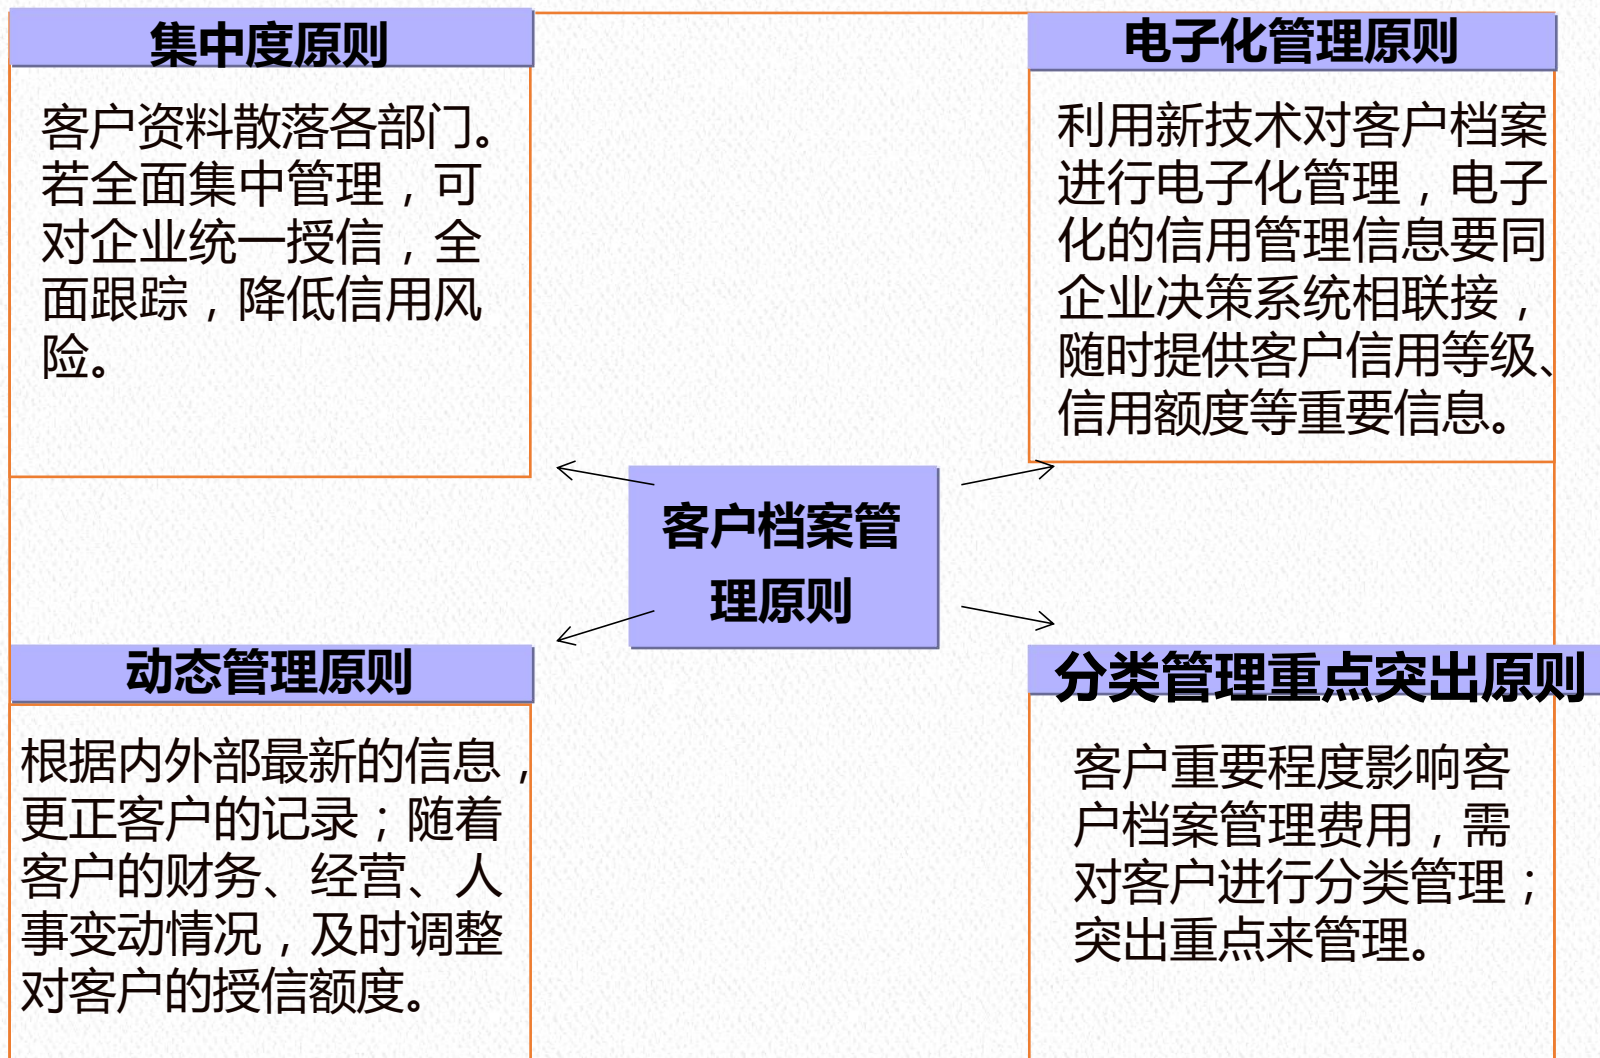 集中度原则
客户资料散落各部门。
若全面集中管理，可
对企业统一授信，全
面跟踪，降低信用风
险。
电子化管理原则
利用新技术对客户档案
进行电子化管理，电子
化的信用管理信息要同
企业决策系统相联接，
随时提供客户信用等级、
信用额度等重要信息。
客户档案管
理原则
动态管理原则
根据内外部最新的信息，
更正客户的记录；随着
客户的财务、经营、人
事变动情况，及时调整
对客户的授信额度。
分类管理重点突出原则
客户重要程度影响客
户档案管理费用，需
对客户进行分类管理；
突出重点来管理。